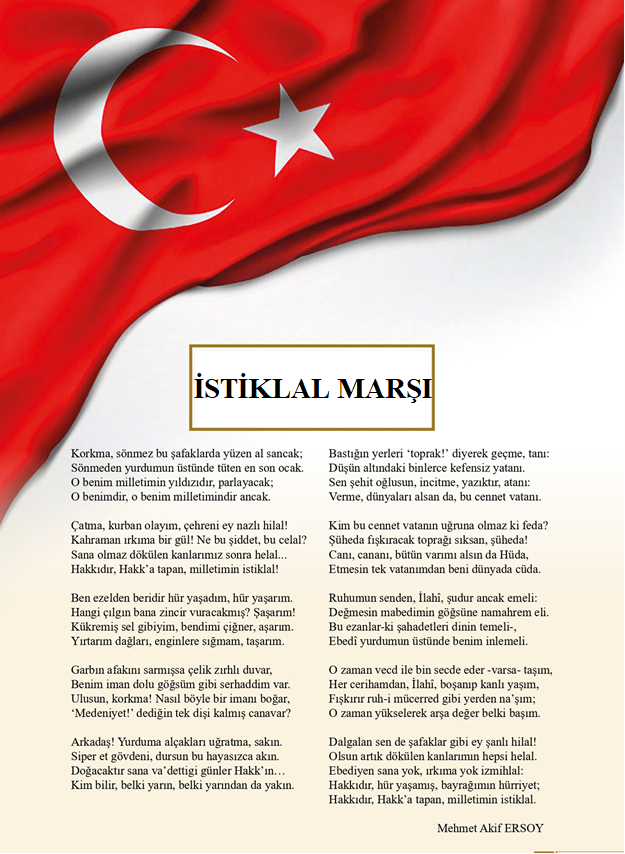 İSTİKLAL MARŞI
Korkma, sönmez bu şafaklarda yüzen al sancak;
Sönmeden yurdumun üstünde tüten en son ocak.
O benim milletimin yıldızıdır, parlayacak;
O benimdir, o benim milletimindir ancak.
Çatma, kurban olayım, çehreni ey nazlı hilal!
Kahraman ırkıma bir gül! Ne bu şiddet, bu celal?
Sana olmaz dökülen kanlarımız sonra helal...
Hakkıdır, Hakk’a tapan, milletimin istiklal!
Ben ezelden beridir hür yaşadım, hür yaşarım.
Hangi çılgın bana zincir vuracakmış? Şaşarım!
Kükremiş sel gibiyim, bendimi çiğner, aşarım.
Yırtarım dağları, enginlere sığmam, taşarım.
Garbın afakını sarmışsa çelik zırhlı duvar,
Benim iman dolu göğsüm gibi serhaddim var.
Ulusun, korkma! Nasıl böyle bir imanı boğar,
‘Medeniyet!’ dediğin tek dişi kalmış canavar?
Arkadaş! Yurduma alçakları uğratma, sakın.
Siper et gövdeni, dursun bu hayasızca akın.
Doğacaktır sana va’dettigi günler Hakk’ın…
Kim bilir, belki yarın, belki yarından da yakın.
Bastığın yerleri ‘toprak!’ diyerek geçme, tanı:
Düşün altındaki binlerce kefensiz yatanı.
Sen şehit oğlusun, incitme, yazıktır, atanı:
Verme, dünyaları alsan da, bu cennet vatanı.
Kim bu cennet vatanın uğruna olmaz ki feda?
Şüheda fışkıracak toprağı sıksan, şüheda!
Canı, cananı, bütün varımı alsın da Hüda,
Etmesin tek vatanımdan beni dünyada cüda.
Ruhumun senden, İlahî, şudur ancak emeli:
Değmesin mabedimin göğsüne namahrem eli.
Bu ezanlar-ki şahadetleri dinin temeli-,
Ebedî yurdumun üstünde benim inlemeli.
O zaman vecd ile bin secde eder -varsa- taşım,
Her cerihamdan, İlahî, boşanıp kanlı yaşım,
Fışkırır ruh-i mücerred gibi yerden na’şım;
O zaman yükselerek arşa değer belki başım.
Dalgalan sen de şafaklar gibi ey şanlı hilal!
Olsun artık dökülen kanlarımın hepsi helal.
Ebediyen sana yok, ırkıma yok izmihlal:
Hakkıdır, hür yaşamış, bayrağımın hürriyet;
Hakkıdır, Hakk’a tapan, milletimin istiklal.
Mehmet Akif ERSOY